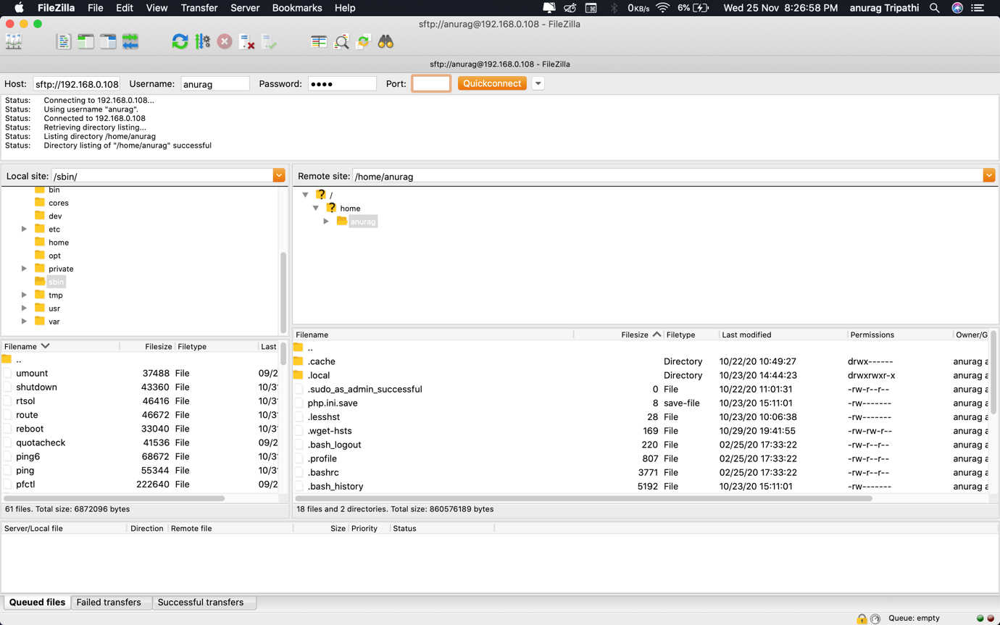 FileZilla File Edit View Transfer Server Bookmarks Help 0KB/s 6% Wed 25 Nov 8:26:58 PM anurag Tripathi
sftp://anurag@192.168.0.108 - FileZilla
sftp://anurag@192.168.0.108 - FileZilla
Host: sftp://192.168.0.108 Username: anurag Password: ●●●● Port: Quickconnect
Status: Connecting to 192.168.0.108...
Status: Using username "anurag".
Status: Connected to 192.168.0.108
Status: Retrieving directory listing...
Status: Listing directory /home/anurag
Status: Directory listing of "/home/anurag" successful
Local site: /sbin/
bin
cores
dev
etc
home
opt
private
sbin
tmp
usr
var
Filename Filesize Filetype Last
..
umount 37488 File 09/2
shutdown 43360 File 10/31
rtsol 46416 File 10/31
route 46672 File 10/31
reboot 33040 File 10/31
quotacheck 41536 File 09/2
ping6 68672 File 10/31
ping 55344 File 10/31
pfctl 222640 File 09/2
61 files. Total size: 6872096 bytes
Remote site: /home/anurag
? /
? home
anurag
Filename Filesize Filetype Last modified Permissions Owner/G
..
.cache Directory 10/22/20 10:49:27 drwx------ anurag a
.local Directory 10/23/20 14:44:23 drwxrwxr-x anurag a
.sudo_as_admin_successful 0 File 10/22/20 11:01:31 -rw-r--r-- anurag a
php.ini.save 8 save-file 10/23/20 15:11:01 -rw------- anurag a
.lesshst 28 File 10/23/20 10:06:38 -rw------- anurag a
.wget-hsts 169 File 10/29/20 19:41:55 -rw-rw-r-- anurag a
.bash_logout 220 File 02/25/20 17:33:22 -rw-r--r-- anurag a
.profile 807 File 02/25/20 17:33:22 -rw-r--r-- anurag a
.bashrc 3771 File 02/25/20 17:33:22 -rw-r--r-- anurag a
.bash_history 5192 File 10/23/20 15:11:01 -rw------- anurag a
18 files and 2 directories. Total size: 860576189 bytes
Server/Local file Direction Remote file Size Priority Status
Queued files Failed transfers Successful transfers
Queue: empty